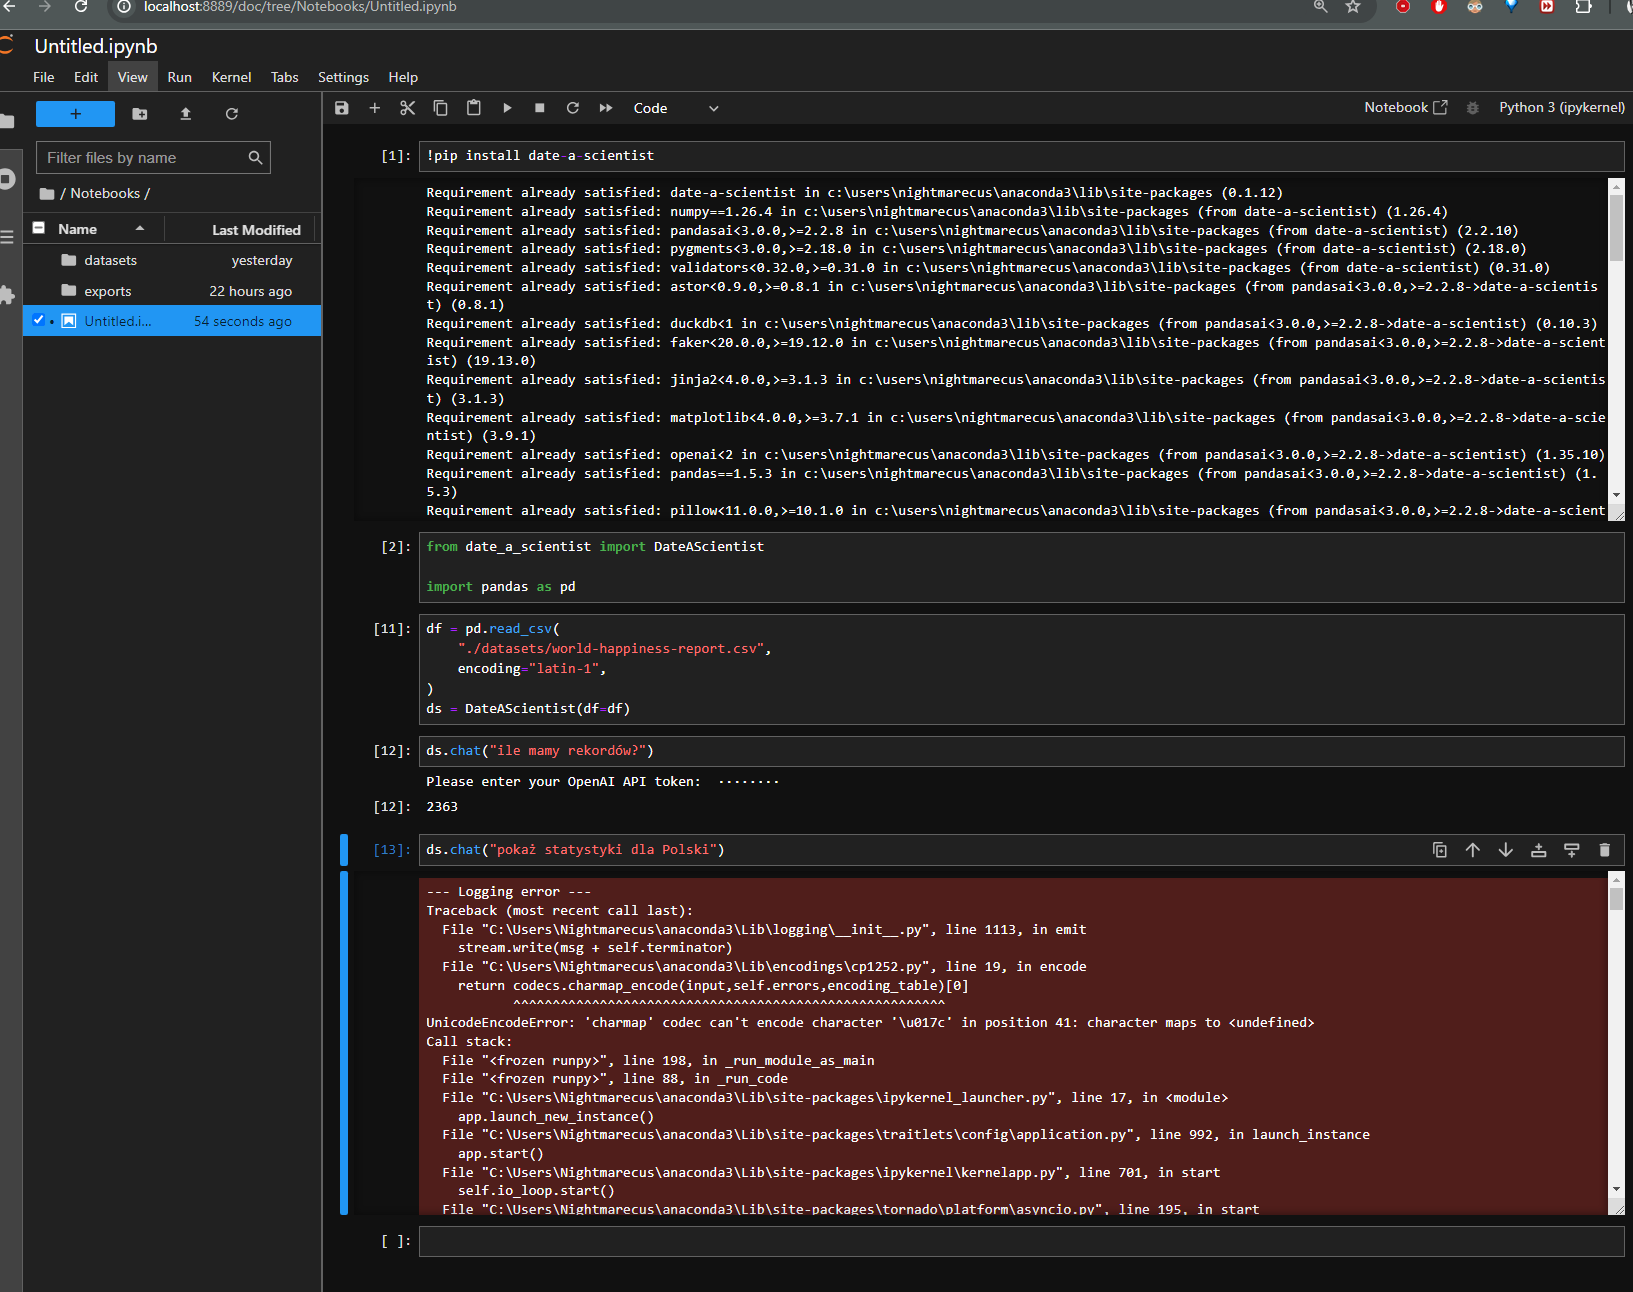 localhost:8889/doc/tree/Notebooks/Untitled.ipynb
Untitled.ipynb
File Edit View Run Kernel Tabs Settings Help
+
Code
Notebook
Python 3 (ipykernel)
Filter files by name
/ Notebooks /
Name Last Modified
datasets yesterday
exports 22 hours ago
Untitled.i... 54 seconds ago
[1]: !pip install date-a-scientist
Requirement already satisfied: date-a-scientist in c:\users\nightmarecus\anaconda3\lib\site-packages (0.1.12)
Requirement already satisfied: numpy==1.26.4 in c:\users\nightmarecus\anaconda3\lib\site-packages (from date-a-scientist) (1.26.4)
Requirement already satisfied: pandasai<3.0.0,>=2.2.8 in c:\users\nightmarecus\anaconda3\lib\site-packages (from date-a-scientist) (2.2.10)
Requirement already satisfied: pygments<3.0.0,>=2.18.0 in c:\users\nightmarecus\anaconda3\lib\site-packages (from date-a-scientist) (2.18.0)
Requirement already satisfied: validators<0.32.0,>=0.31.0 in c:\users\nightmarecus\anaconda3\lib\site-packages (from date-a-scientist) (0.31.0)
Requirement already satisfied: astor<0.9.0,>=0.8.1 in c:\users\nightmarecus\anaconda3\lib\site-packages (from pandasai<3.0.0,>=2.2.8->date-a-scientis
t) (0.8.1)
Requirement already satisfied: duckdb<1 in c:\users\nightmarecus\anaconda3\lib\site-packages (from pandasai<3.0.0,>=2.2.8->date-a-scientist) (0.10.3)
Requirement already satisfied: faker<20.0.0,>=19.12.0 in c:\users\nightmarecus\anaconda3\lib\site-packages (from pandasai<3.0.0,>=2.2.8->date-a-scient
ist) (19.13.0)
Requirement already satisfied: jinja2<4.0.0,>=3.1.3 in c:\users\nightmarecus\anaconda3\lib\site-packages (from pandasai<3.0.0,>=2.2.8->date-a-scientis
t) (3.1.3)
Requirement already satisfied: matplotlib<4.0.0,>=3.7.1 in c:\users\nightmarecus\anaconda3\lib\site-packages (from pandasai<3.0.0,>=2.2.8->date-a-scie
ntist) (3.9.1)
Requirement already satisfied: openai<2 in c:\users\nightmarecus\anaconda3\lib\site-packages (from pandasai<3.0.0,>=2.2.8->date-a-scientist) (1.35.10)
Requirement already satisfied: pandas==1.5.3 in c:\users\nightmarecus\anaconda3\lib\site-packages (from pandasai<3.0.0,>=2.2.8->date-a-scientist) (1.
5.3)
Requirement already satisfied: pillow<11.0.0,>=10.1.0 in c:\users\nightmarecus\anaconda3\lib\site-packages (from pandasai<3.0.0,>=2.2.8->date-a-scient
[2]: from date_a_scientist import DateAScientist
import pandas as pd
[11]: df = pd.read_csv(
"./datasets/world-happiness-report.csv",
encoding="latin-1",
)
ds = DateAScientist(df=df)
[12]: ds.chat("ile mamy rekordów?")
Please enter your OpenAI API token: ········
[12]: 2363
[13]: ds.chat("pokaż statystyki dla Polski")
--- Logging error ---
Traceback (most recent call last):
File "C:\Users\Nightmarecus\anaconda3\Lib\logging\__init__.py", line 1113, in emit
stream.write(msg + self.terminator)
File "C:\Users\Nightmarecus\anaconda3\Lib\encodings\cp1252.py", line 19, in encode
return codecs.charmap_encode(input,self.errors,encoding_table)[0]
^^^^^^^^^^^^^^^^^^^^^^^^^^^^^^^^^^^^^^^^^^^^^^^^^^^^^^^
UnicodeEncodeError: 'charmap' codec can't encode character '\u017c' in position 41: character maps to <undefined>
Call stack:
File "<frozen runpy>", line 198, in _run_module_as_main
File "<frozen runpy>", line 88, in _run_code
File "C:\Users\Nightmarecus\anaconda3\Lib\site-packages\ipykernel_launcher.py", line 17, in <module>
app.launch_new_instance()
File "C:\Users\Nightmarecus\anaconda3\Lib\site-packages\traitlets\config\application.py", line 992, in launch_instance
app.start()
File "C:\Users\Nightmarecus\anaconda3\Lib\site-packages\ipykernel\kernelapp.py", line 701, in start
self.io_loop.start()
File "C:\Users\Nightmarecus\anaconda3\Lib\site-packages\tornado\platform\asyncio.py", line 195, in start
[ ]: